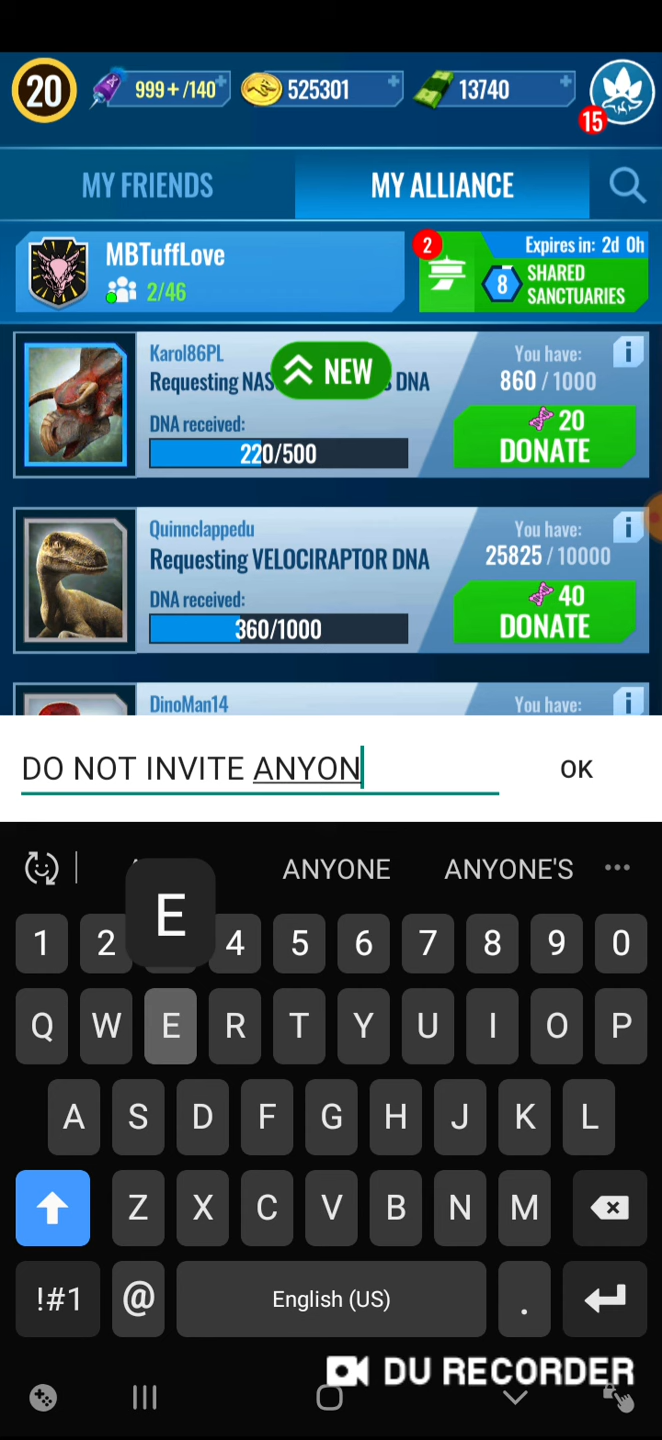 20
999+/140
525301
13740
15
MY FRIENDS
MY ALLIANCE
MBTuffLove
2/46
2
Expires in: 2d 0h
8
SHARED
SANCTUARIES
Karol86PL
Requesting NAS
DNA
NEW
DNA received:
220/500
You have:
860 / 1000
i
20
DONATE
Quinnclappedu
Requesting VELOCIRAPTOR DNA
DNA received:
360/1000
You have:
25825 / 10000
i
40
DONATE
DinoMan14
You have:
i
DO NOT INVITE ANYON
OK
ANYONE
ANYONE'S
E
1 2 4 5 6 7 8 9 0
Q W E R T Y U I O P
A S D F G H J K L
Z X C V B N M
!#1 @ English (US) .
DU RECORDER